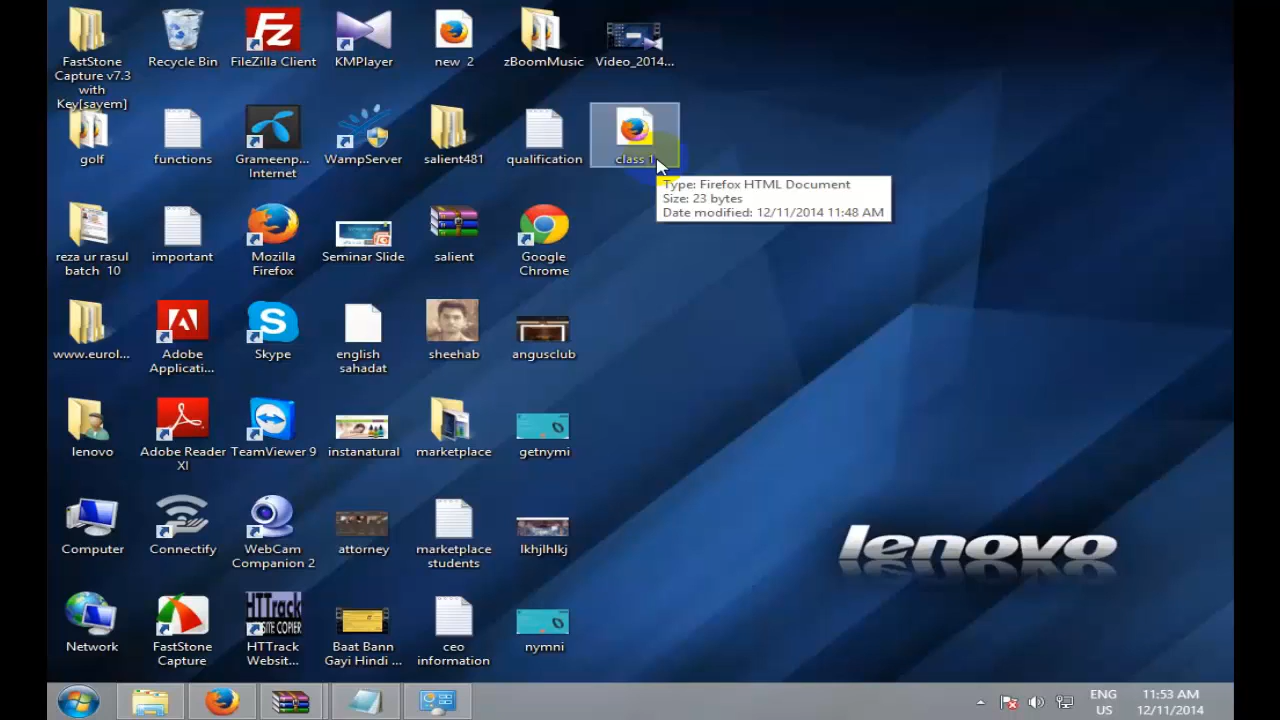 FastStone
Capture v7.3
with
Key[sayem]
Recycle Bin
FileZilla Client
KMPlayer
new 2
zBoomMusic
Video_2014...
golf
functions
Grameenp...
Internet
WampServer
salient481
qualification
class 1
Type: Firefox HTML Document
Size: 23 bytes
Date modified: 12/11/2014 11:48 AM
reza ur rasul
batch 10
important
Mozilla
Firefox
Seminar Slide
salient
Google
Chrome
www.eurol...
Adobe
Applicati...
Skype
english
sahadat
sheehab
angusclub
lenovo
Adobe Reader
XI
TeamViewer 9
instanatural
marketplace
getnymi
Computer
Connectify
WebCam
Companion 2
attorney
marketplace
students
lkhjlhlkj
lenovo
Network
FastStone
Capture
HTTrack
SITE COPIER
HTTrack
Websit...
Baat Bann
Gayi Hindi ...
ceo
information
nymni
ENG
US
11:53 AM
12/11/2014